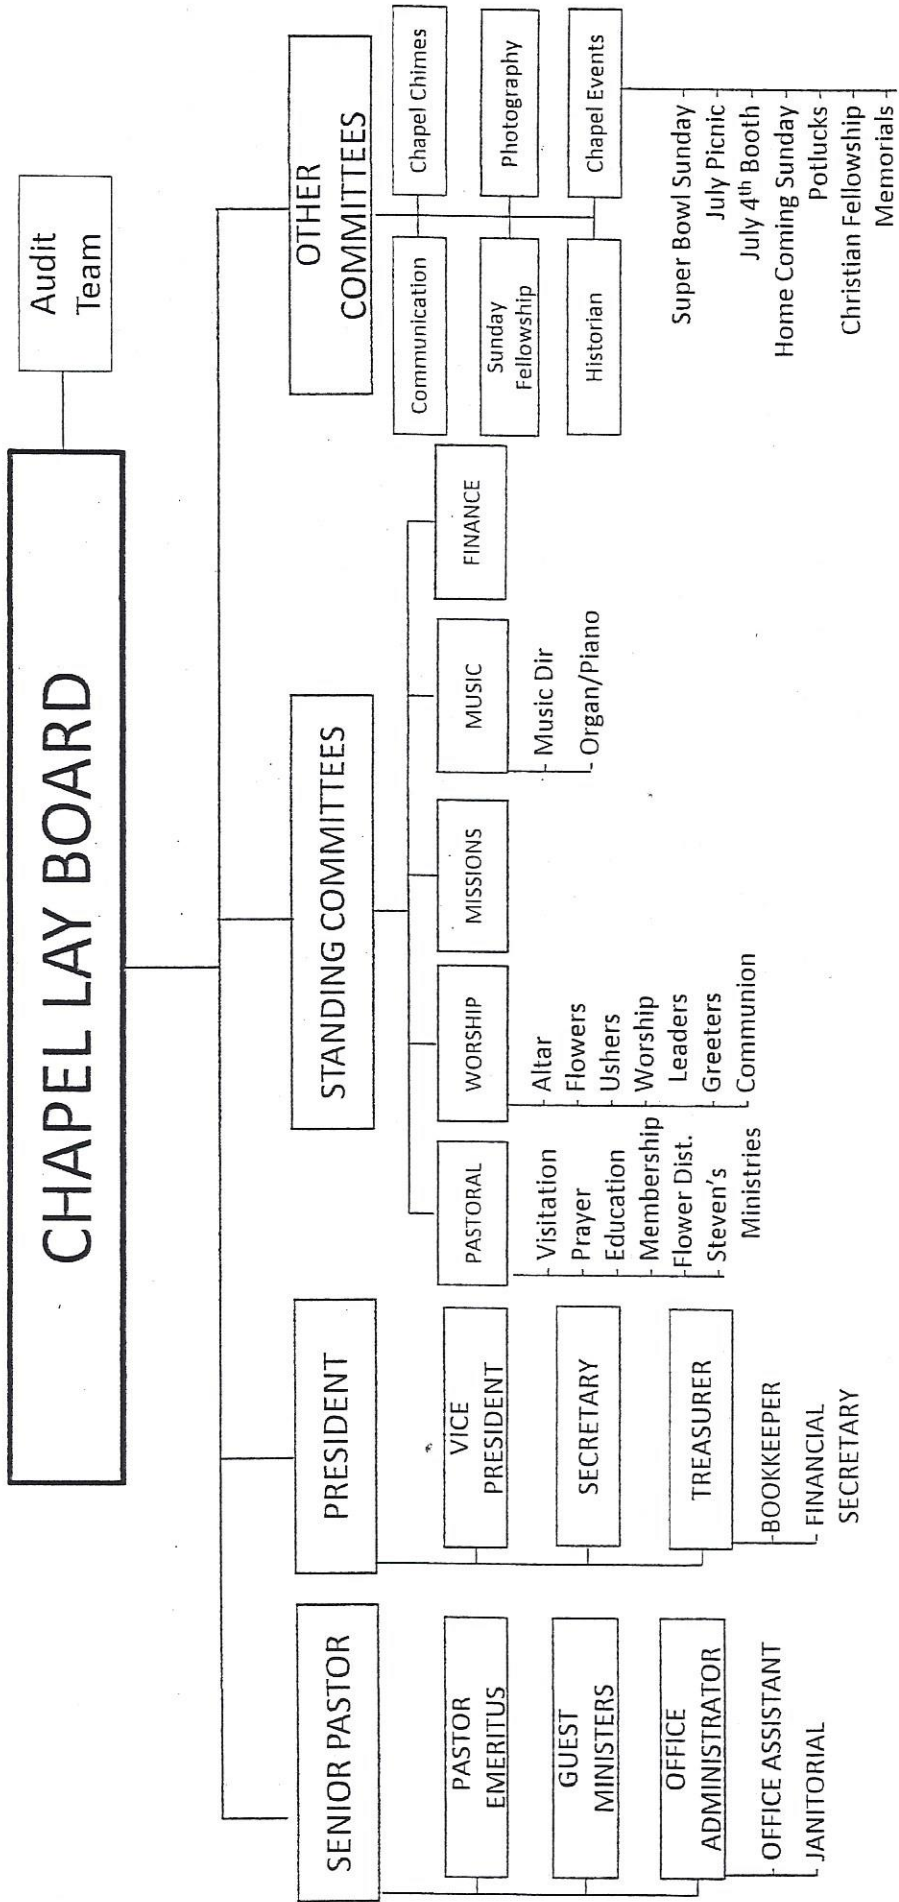 CHAPEL LAY BOARD
Audit
Team
SENIOR PASTOR
PASTOR
EMERITUS
GUEST
MINISTERS
OFFICE
ADMINISTRATOR
OFFICE ASSISTANT
JANITORIAL
PRESIDENT
VICE
PRESIDENT
SECRETARY
TREASURER
BOOKKEEPER
FINANCIAL
SECRETARY
STANDING COMMITTEES
PASTORAL
Visitation
Prayer
Education
Membership
Flower Dist.
Steven's
Ministries
WORSHIP
Altar
Flowers
Ushers
Worship
Leaders
Greeters
Communion
MISSIONS
MUSIC
Music Dir
Organ/Piano
FINANCE
OTHER
COMMITTEES
Communication
Chapel Chimes
Sunday
Fellowship
Photography
Historian
Chapel Events
Super Bowl Sunday
July Picnic
July 4th Booth
Home Coming Sunday
Potlucks
Christian Fellowship
Memorials